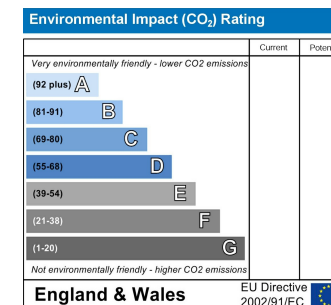 Environmental Impact (CO₂) Rating
Current Poten
Very environmentally friendly - lower CO2 emissions
(92 plus) A
(81-91) B
(69-80) C
(55-68) D
(39-54) E
(21-38) F
(1-20) G
Not environmentally friendly - higher CO2 emissions
England & Wales
EU Directive
2002/91/EC